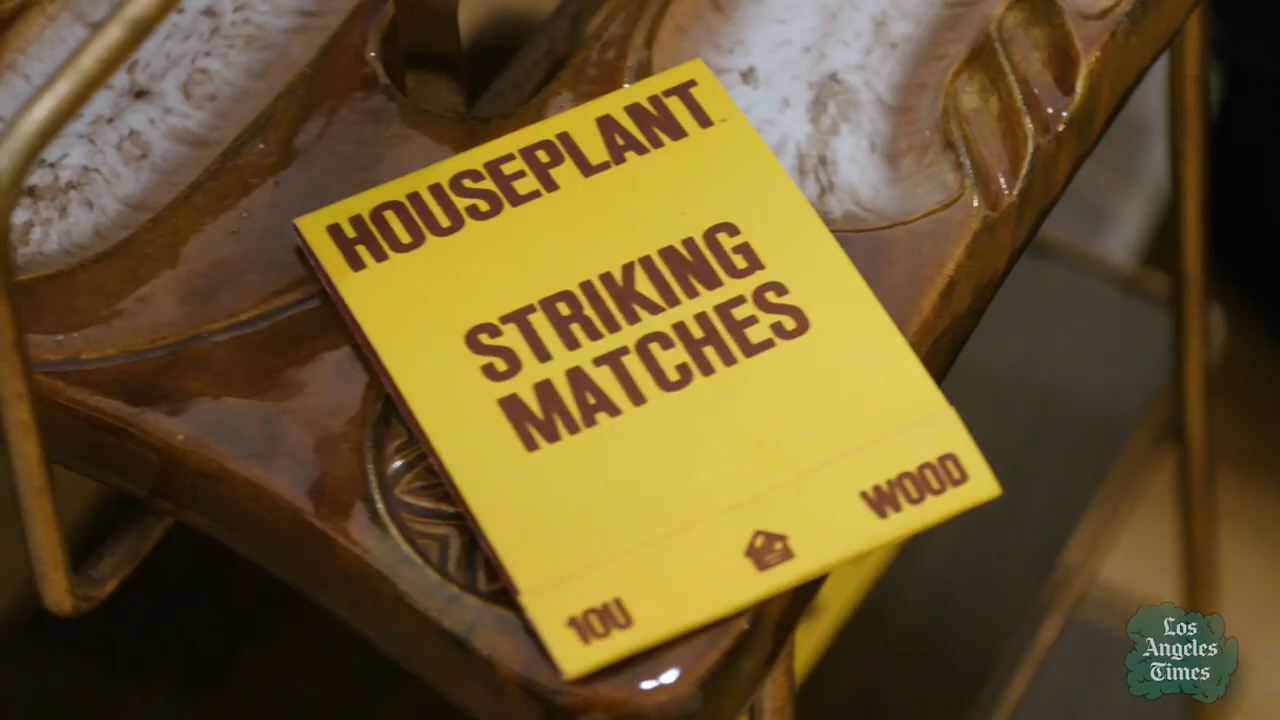 HOUSEPLANT
STRIKING
MATCHES
WOOD
10U
Los
Angeles
Times